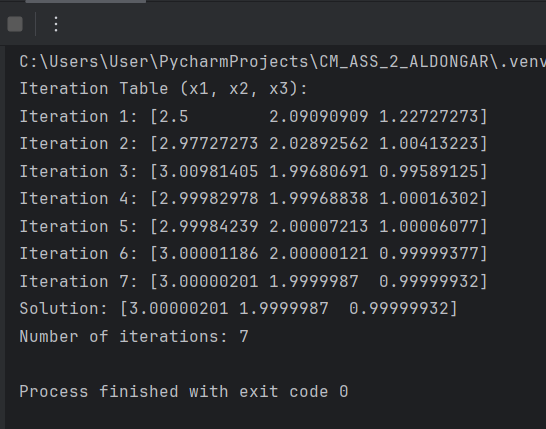 C:\Users\User\PycharmProjects\CM_ASS_2_ALDONGAR\.venv
Iteration Table (x1, x2, x3):
Iteration 1: [2.5        2.09090909 1.22727273]
Iteration 2: [2.97727273 2.02892562 1.00413223]
Iteration 3: [3.00981405 1.99680691 0.99589125]
Iteration 4: [2.99982978 1.99968838 1.00016302]
Iteration 5: [2.99984239 2.00007213 1.00006077]
Iteration 6: [3.00001186 2.00000121 0.99999377]
Iteration 7: [3.00000201 1.9999987  0.99999932]
Solution: [3.00000201 1.9999987  0.99999932]
Number of iterations: 7
Process finished with exit code 0